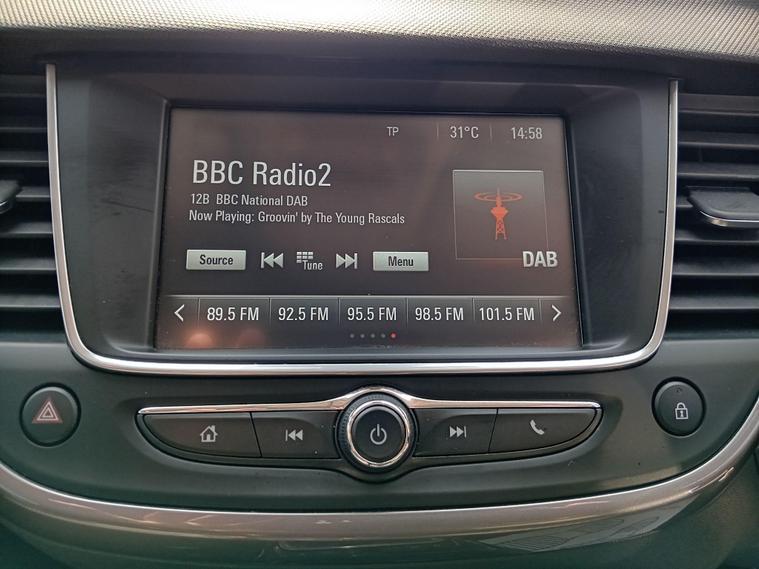 TP 31°C 14:58
BBC Radio2
12B BBC National DAB
Now Playing: Groovin' by The Young Rascals
DAB
Source Tune Menu
89.5 FM 92.5 FM 95.5 FM 98.5 FM 101.5 FM